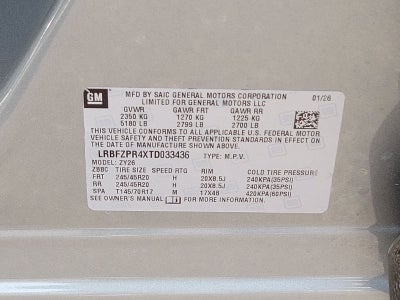 GM
MFD BY SAIC GENERAL MOTORS CORPORATION
LIMITED FOR GENERAL MOTORS LLC
01/26
GVWR GAWR FRT GAWR RR
2350 KG 1270 KG 1225 KG
5180 LB 2799 LB 2700 LB
THIS VEHICLE CONFORMS TO ALL APPLICABLE U.S. FEDERAL MOTOR
VEHICLE SAFETY AND THEFT PREVENTION STANDARDS IN EFFECT ON
THE DATE OF MANUFACTURE SHOWN ABOVE.
LRBFZPR4XTD033436 TYPE: M.P.V.
MODEL: ZY26
ZBBC TIRE SIZE SPEED RTG RIM COLD TIRE PRESSURE
FRT 245/45R20 H 20X8.5J 240KPA(35PSI)
RR 245/45R20 H 20X8.5J 240KPA(35PSI)
SPA T145/70R17 M 17X4B 420KPA(60PSI)
SEE OWNER'S MANUAL FOR MORE INFORMATION.